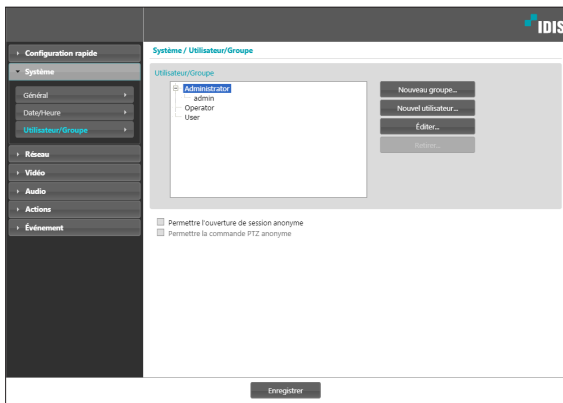 IDIS
Configuration rapide
Système
Général
Date/Heure
Utilisateur/Groupe
Réseau
Vidéo
Audio
Actions
Événement
Système / Utilisateur/Groupe
Utilisateur/Groupe
Administrator
admin
Operator
User
Nouveau groupe...
Nouvel utilisateur...
Éditer...
Retirer...
Permettre l'ouverture de session anonyme
Permettre la commande PTZ anonyme
Enregistrer